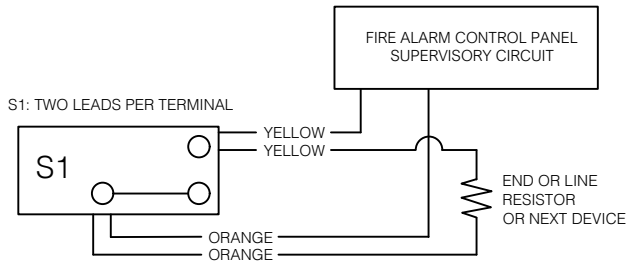 FIRE ALARM CONTROL PANEL
SUPERVISORY CIRCUIT
S1: TWO LEADS PER TERMINAL
S1
YELLOW
YELLOW
END OR LINE
RESISTOR
OR NEXT DEVICE
ORANGE
ORANGE